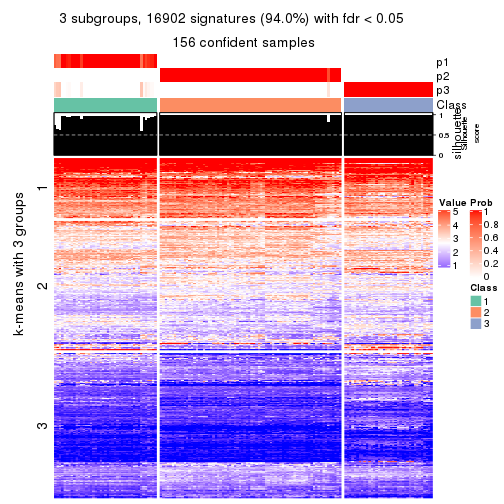 3 subgroups, 16902 signatures (94.0%) with fdr < 0.05
156 confident samples
p1
p2
p3
Class
1
0.5
0
silhouette
Silhouette
score
k-means with 3 groups
1
2
3
Value
5
4
3
2
1
Prob
1
0.8
0.6
0.4
0.2
0
Class
1
2
3